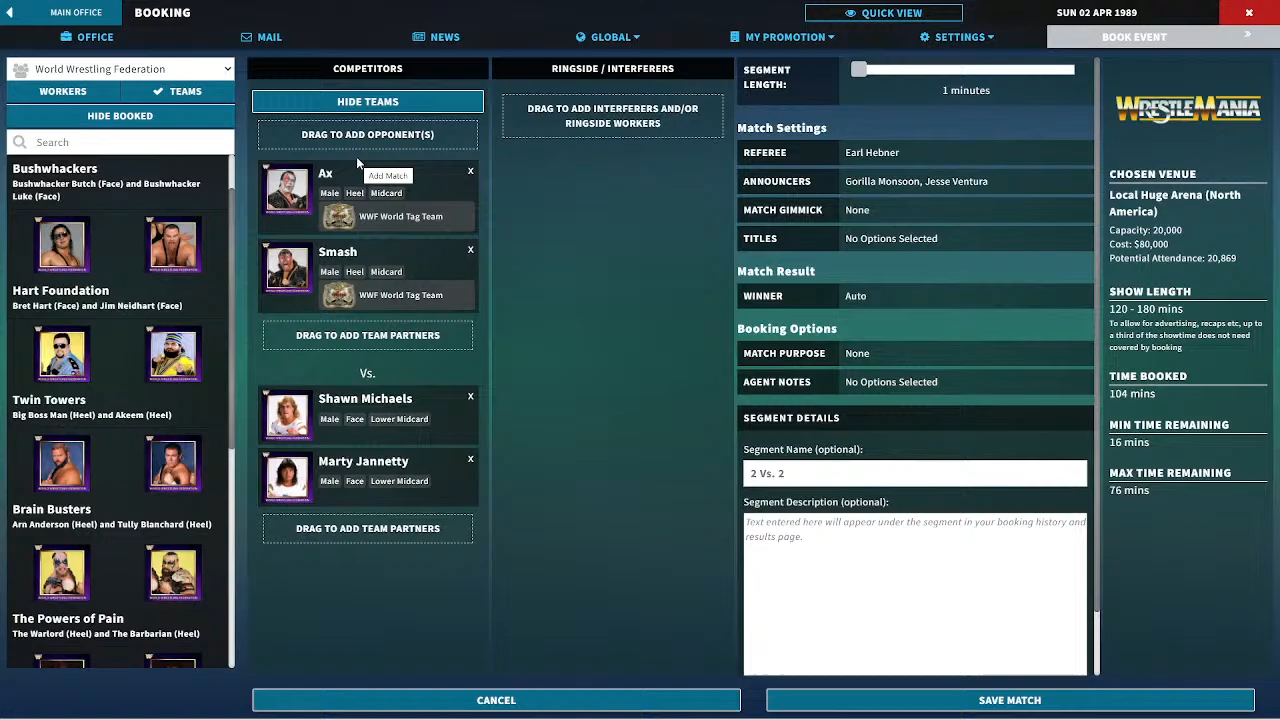 MAIN OFFICE
BOOKING
QUICK VIEW
SUN 02 APR 1989
OFFICE
MAIL
NEWS
GLOBAL
MY PROMOTION
SETTINGS
BOOK EVENT
World Wrestling Federation
WORKERS
TEAMS
HIDE BOOKED
Search
Bushwhackers
Bushwhacker Butch (Face) and Bushwhacker
Luke (Face)
Hart Foundation
Bret Hart (Face) and Jim Neidhart (Face)
Twin Towers
Big Boss Man (Heel) and Akeem (Heel)
Brain Busters
Arn Anderson (Heel) and Tully Blanchard (Heel)
The Powers of Pain
The Warlord (Heel) and The Barbarian (Heel)
COMPETITORS
HIDE TEAMS
DRAG TO ADD OPPONENT(S)
Ax
Add Match
Male Heel Midcard
WWF World Tag Team
Smash
Male Heel Midcard
WWF World Tag Team
DRAG TO ADD TEAM PARTNERS
Vs.
Shawn Michaels
Male Face Lower Midcard
Marty Jannetty
Male Face Lower Midcard
DRAG TO ADD TEAM PARTNERS
RINGSIDE / INTERFERERS
DRAG TO ADD INTERFERERS AND/OR
RINGSIDE WORKERS
SEGMENT
LENGTH:
1 minutes
Match Settings
REFEREE Earl Hebner
ANNOUNCERS Gorilla Monsoon, Jesse Ventura
MATCH GIMMICK None
TITLES No Options Selected
Match Result
WINNER Auto
Booking Options
MATCH PURPOSE None
AGENT NOTES No Options Selected
SEGMENT DETAILS
Segment Name (optional):
2 Vs. 2
Segment Description (optional):
Text entered here will appear under the segment in your booking history and
results page.
WRESTLEMANIA
CHOSEN VENUE
Local Huge Arena (North
America)
Capacity: 20,000
Cost: $80,000
Potential Attendance: 20,869
SHOW LENGTH
120 - 180 mins
To allow for advertising, recaps etc, up to
a third of the showtime does not need
covered by booking
TIME BOOKED
104 mins
MIN TIME REMAINING
16 mins
MAX TIME REMAINING
76 mins
CANCEL
SAVE MATCH